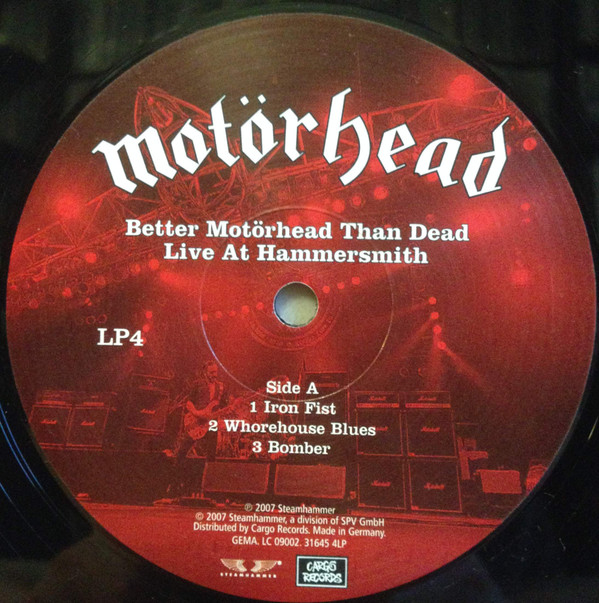 motörhead
Better Motörhead Than Dead
Live At Hammersmith
LP4
Side A
1 Iron Fist
2 Whorehouse Blues
3 Bomber
℗ 2007 Steamhammer
© 2007 Steamhammer, a division of SPV GmbH
Distributed by Cargo Records. Made in Germany.
GEMA. LC 09002. 31645 4LP
STEAMHAMMER
CARGO
RECORDS